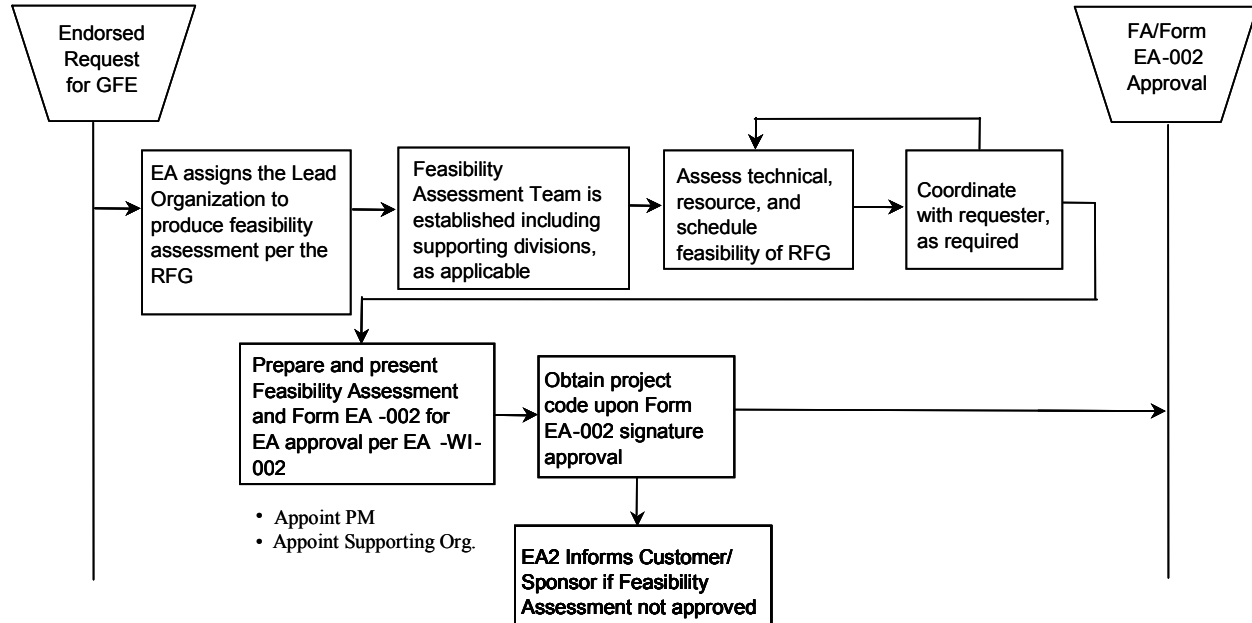 Endorsed
Request
for GFE
FA/Form
EA-002
Approval
EA assigns the Lead
Organization to
produce feasibility
assessment per the
RFG
Feasibility
Assessment Team is
established including
supporting divisions,
as applicable
Assess technical,
resource, and
schedule
feasibility of RFG
Coordinate
with requester,
as required
Prepare and present
Feasibility Assessment
and Form EA -002 for
EA approval per EA -WI-
002
Obtain project
code upon Form
EA-002 signature
approval
• Appoint PM
• Appoint Supporting Org.
EA2 Informs Customer/
Sponsor if Feasibility
Assessment not approved